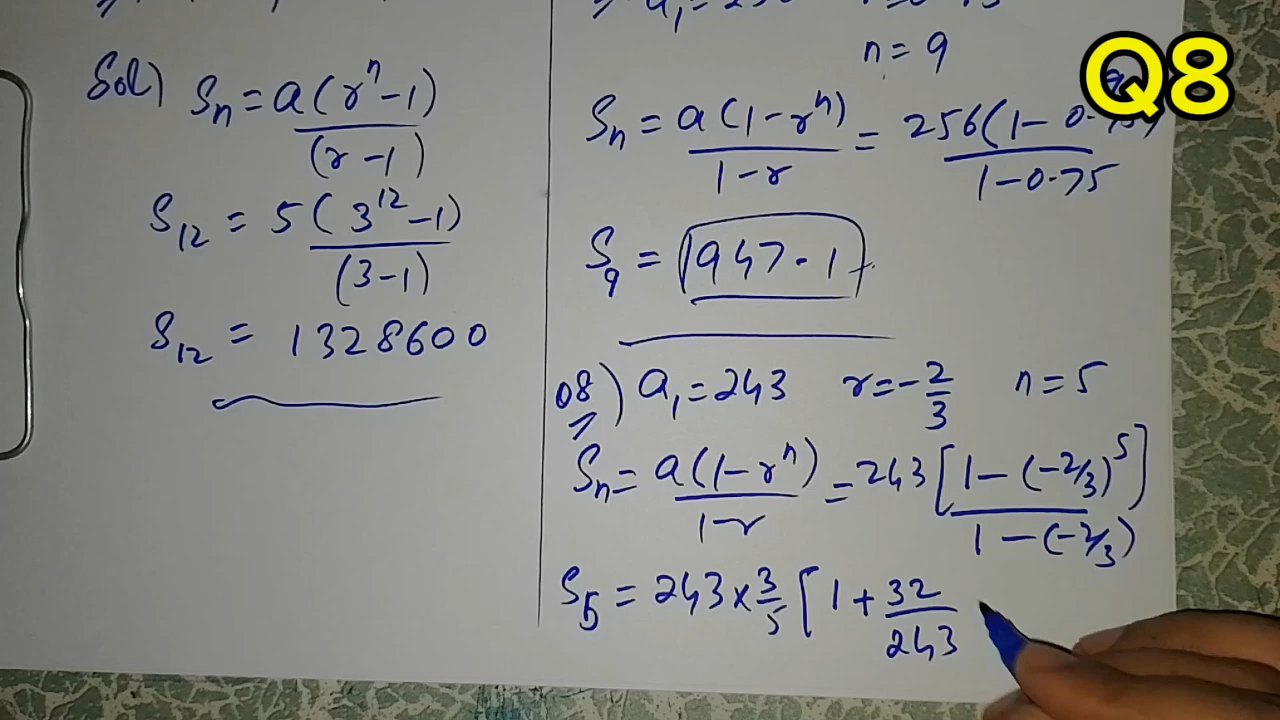 Sol)
Sn = a(r^n - 1) / (r - 1)
S12 = 5(3^12 - 1) / (3 - 1)
S12 = 1328600
n = 9
Sn = a(1 - r^n) / 1 - r = 256(1 - 0.75 / 1 - 0.75
S9 = 947.1
08) a1 = 243 r = -2/3 n = 5
Sn = a(1 - r^n) / 1 - r = 243[1 - (-2/3)^5] / 1 - (-2/3)
S5 = 243 × 3/5 [1 + 32/243
Q8